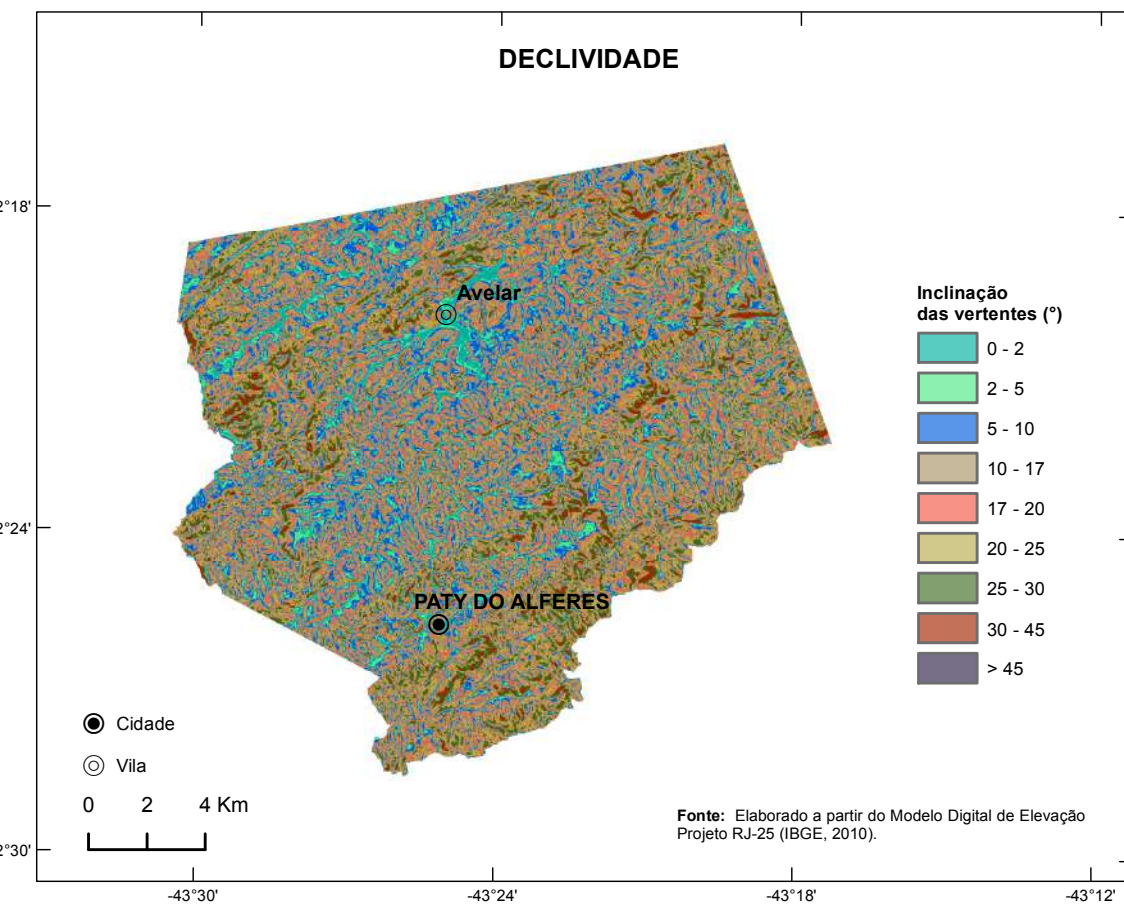 DECLIVIDADE
2°18'
Avelar
Inclinação
das vertentes (°)
0 - 2
2 - 5
5 - 10
10 - 17
17 - 20
20 - 25
25 - 30
30 - 45
> 45
2°24'
PATY DO ALFERES
Cidade
Vila
0 2 4 Km
Fonte: Elaborado a partir do Modelo Digital de Elevação
Projeto RJ-25 (IBGE, 2010).
2°30'
-43°30' -43°24' -43°18' -43°12'